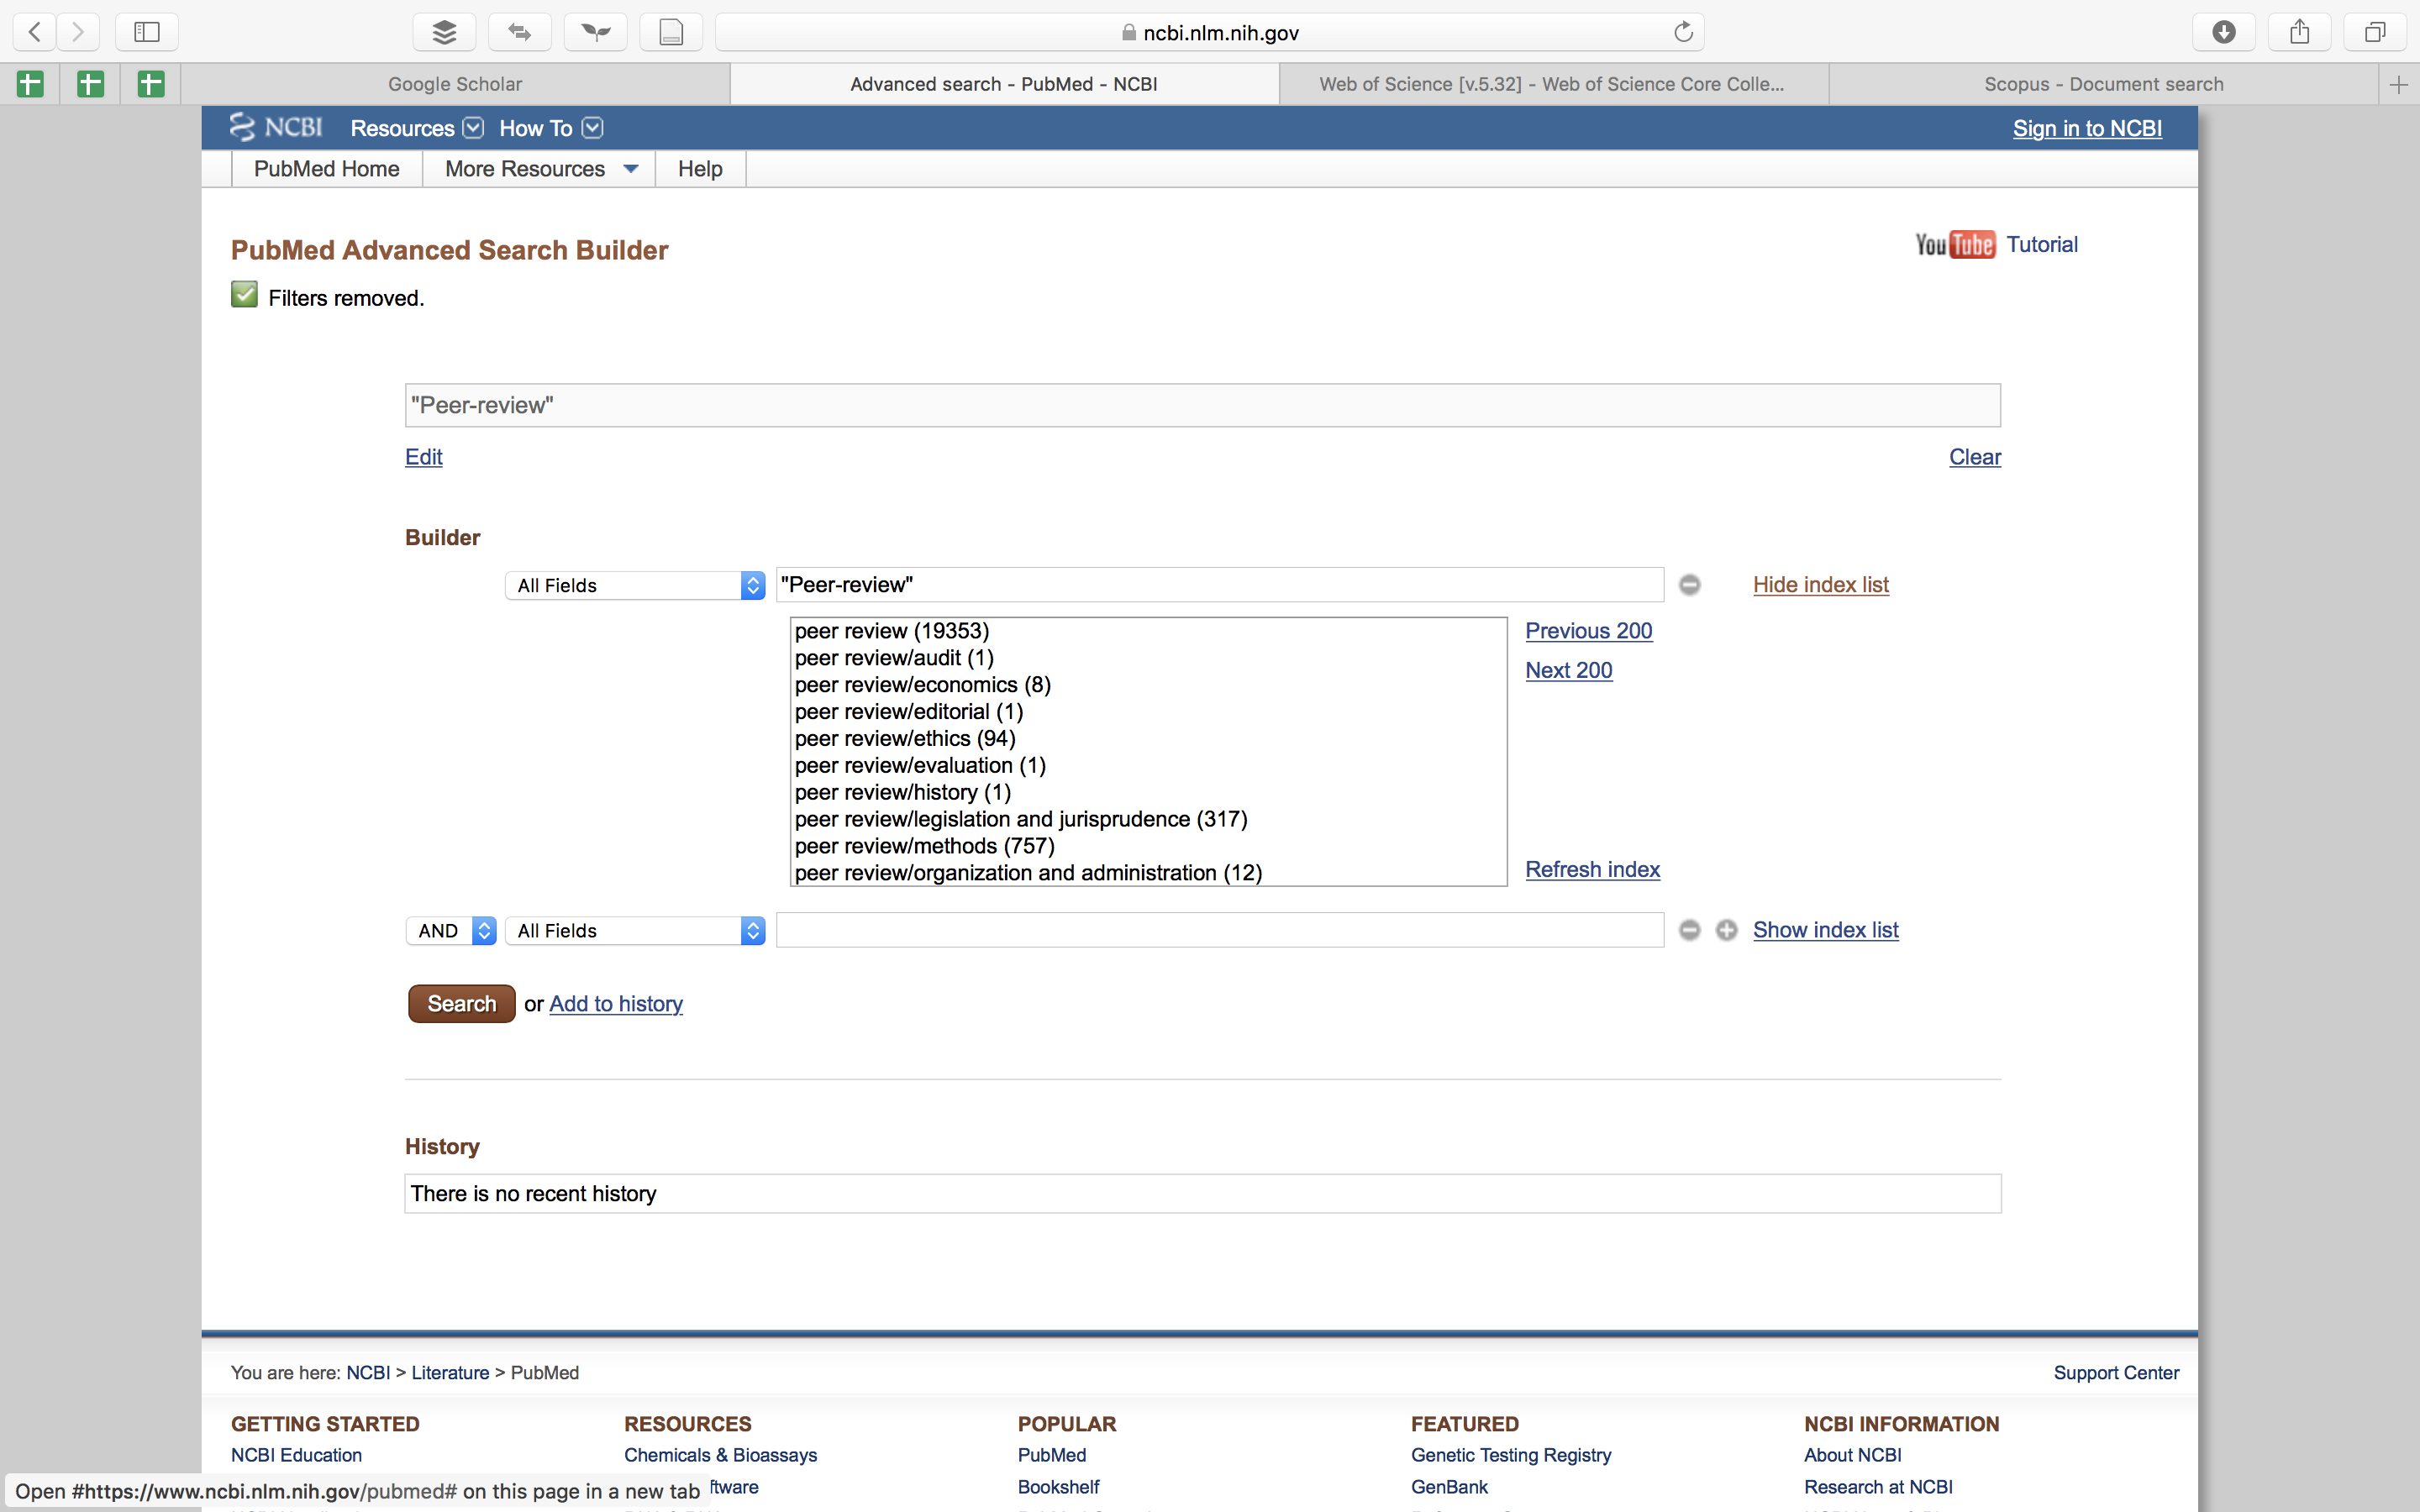 ncbi.nlm.nih.gov
Google Scholar
Advanced search - PubMed - NCBI
Web of Science [v.5.32] - Web of Science Core Colle...
Scopus - Document search
NCBI Resources How To Sign in to NCBI
PubMed Home More Resources Help
PubMed Advanced Search Builder
YouTube Tutorial
Filters removed.
"Peer-review"
Edit Clear
Builder
All Fields "Peer-review" Hide index list
peer review (19353) Previous 200
peer review/audit (1)
peer review/economics (8) Next 200
peer review/editorial (1)
peer review/ethics (94)
peer review/evaluation (1)
peer review/history (1)
peer review/legislation and jurisprudence (317)
peer review/methods (757)
peer review/organization and administration (12) Refresh index
AND All Fields Show index list
Search or Add to history
History
There is no recent history
You are here: NCBI > Literature > PubMed Support Center
GETTING STARTED RESOURCES POPULAR FEATURED NCBI INFORMATION
NCBI Education Chemicals & Bioassays PubMed Genetic Testing Registry About NCBI
Open #https://www.ncbi.nlm.nih.gov/pubmed# on this page in a new tab ftware Bookshelf GenBank Research at NCBI